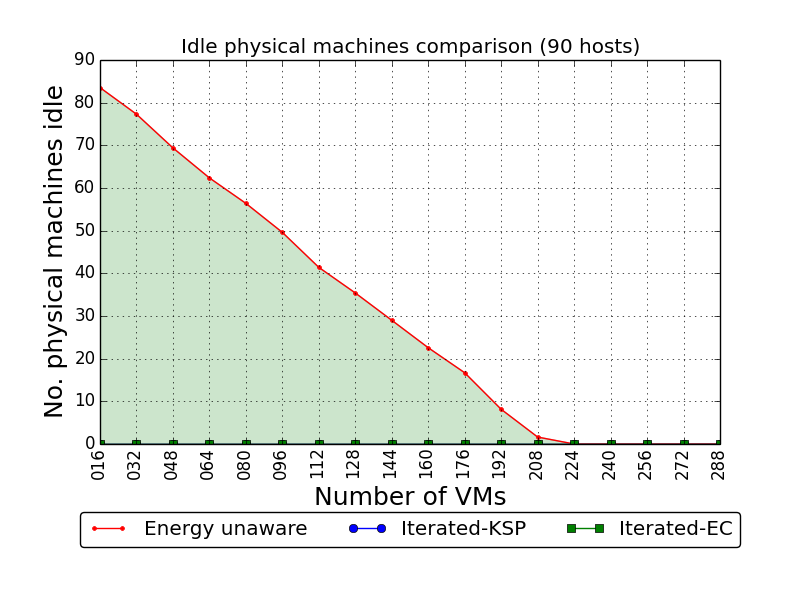 Idle physical machines comparison (90 hosts)
No. physical machines idle
90
80
70
60
50
40
30
20
10
0
016 032 048 064 080 096 112 128 144 160 176 192 208 224 240 256 272 288
Number of VMs
Energy unaware Iterated-KSP Iterated-EC